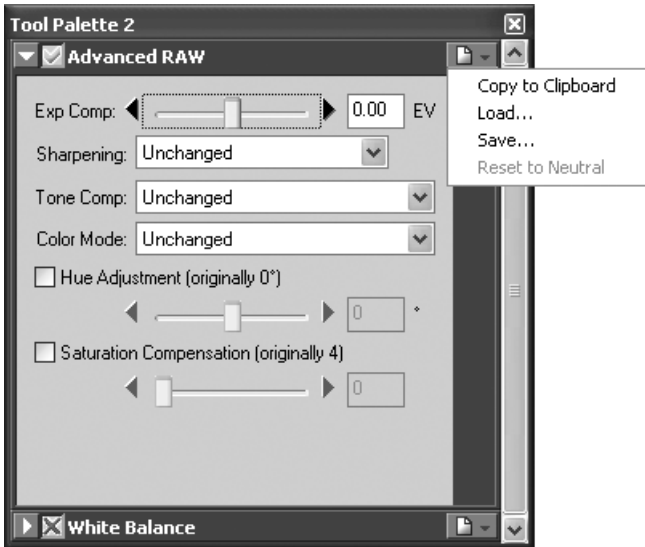 Tool Palette 2
Advanced RAW
Copy to Clipboard
Load...
Save...
Reset to Neutral
Exp Comp: 0.00 EV
Sharpening: Unchanged
Tone Comp: Unchanged
Color Mode: Unchanged
Hue Adjustment (originally 0°)
0 °
Saturation Compensation (originally 4)
0
White Balance